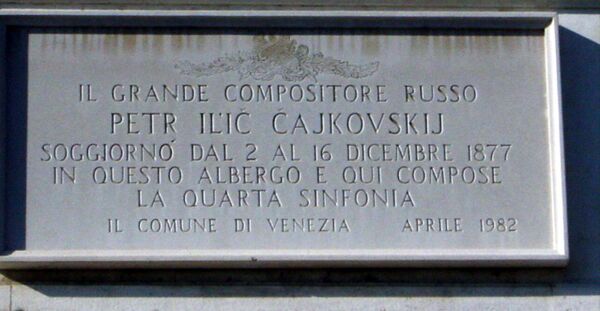 IL GRANDE COMPOSITORE RUSSO
PETR IL'IČ ČAJKOVSKIJ
SOGGIORNÓ DAL 2 AL 16 DICEMBRE 1877
IN QUESTO ALBERGO E QUI COMPOSE
LA QUARTA SINFONIA
IL COMUNE DI VENEZIA APRILE 1982